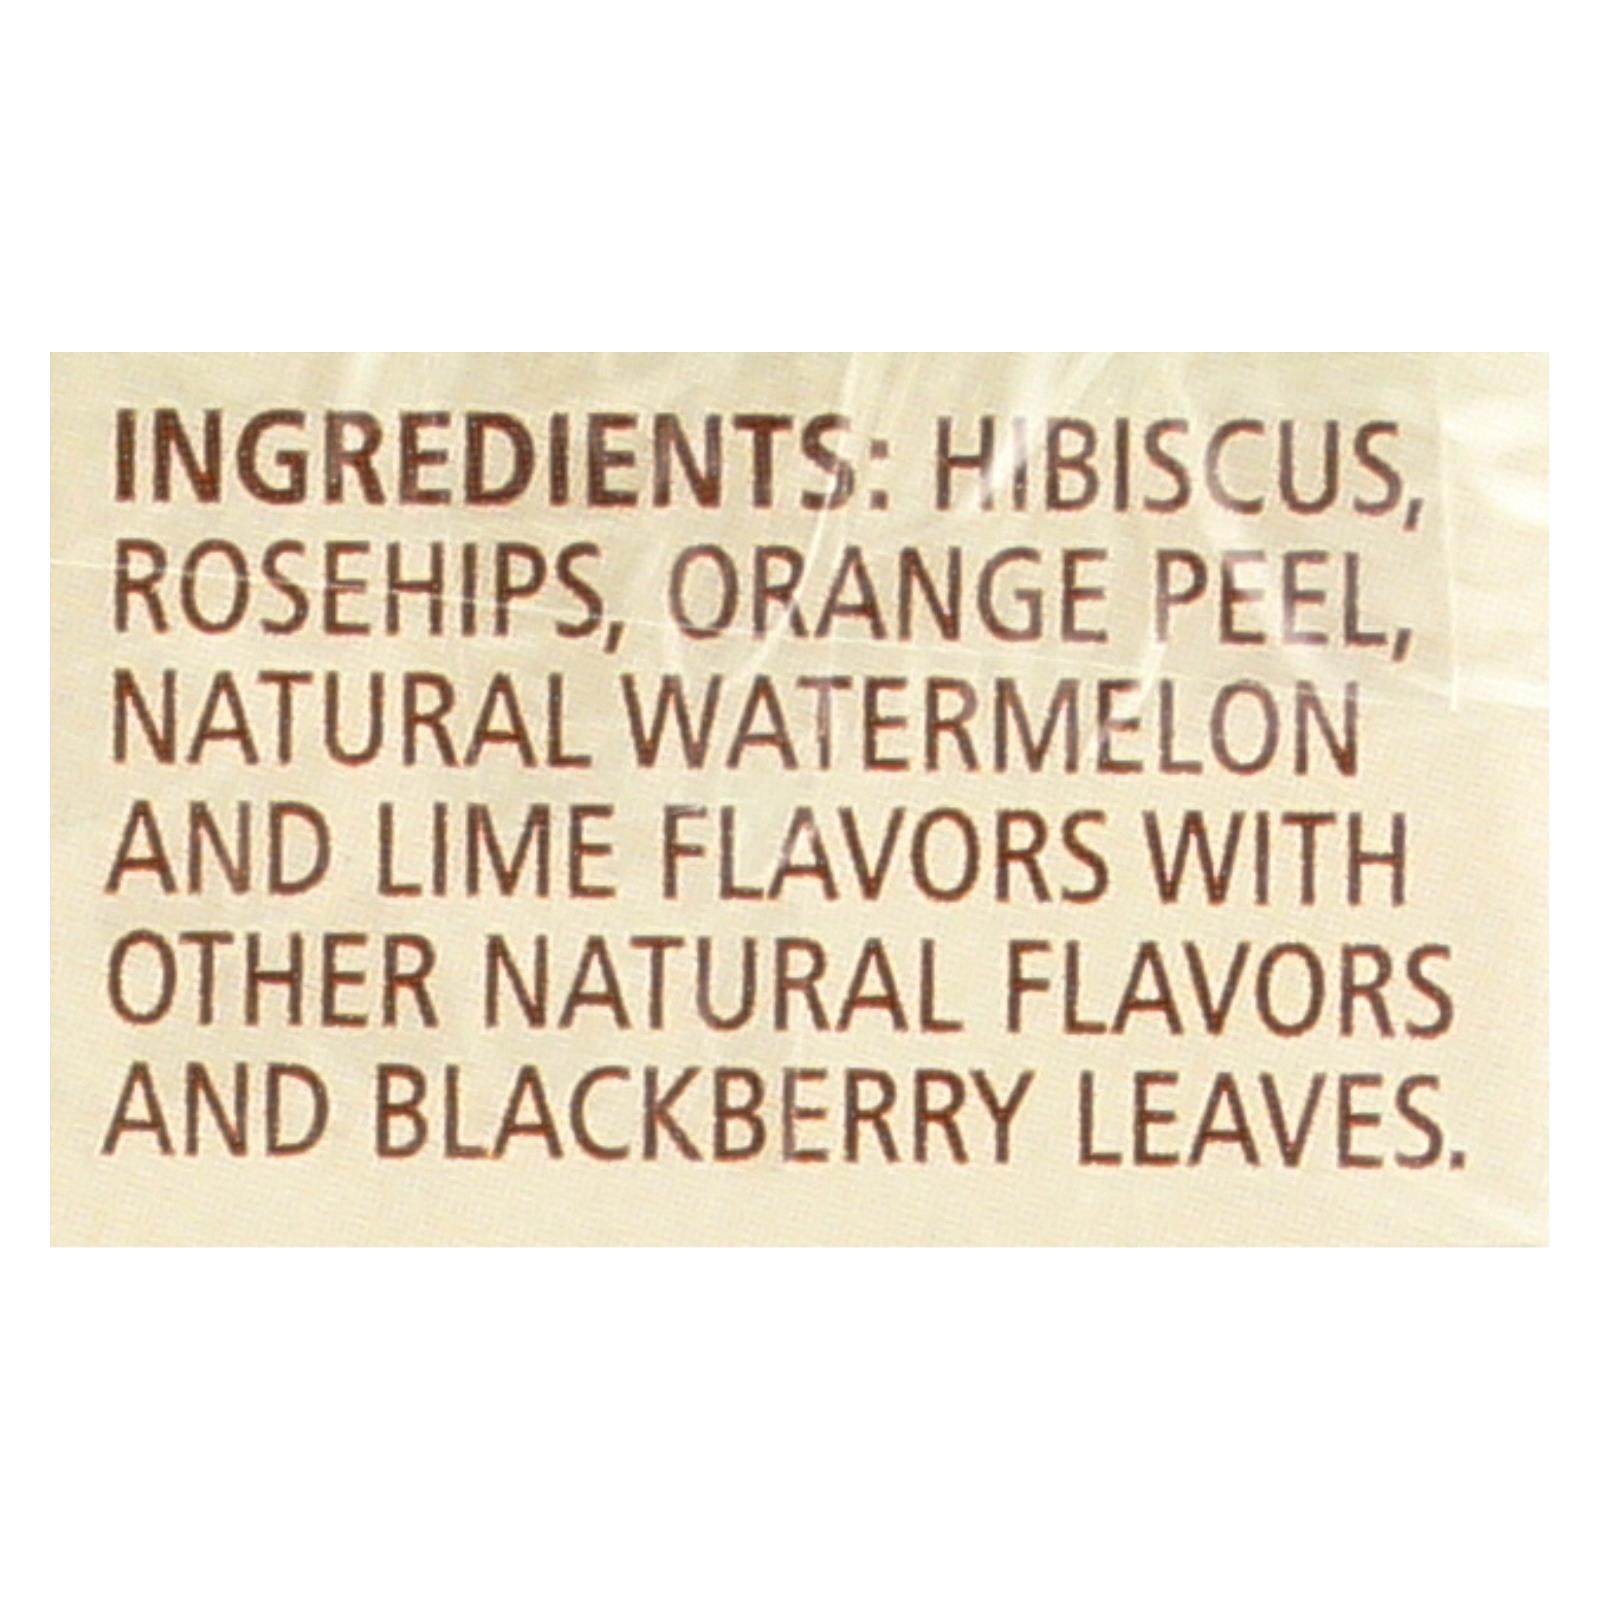 INGREDIENTS: HIBISCUS,
ROSEHIPS, ORANGE PEEL,
NATURAL WATERMELON
AND LIME FLAVORS WITH
OTHER NATURAL FLAVORS
AND BLACKBERRY LEAVES.